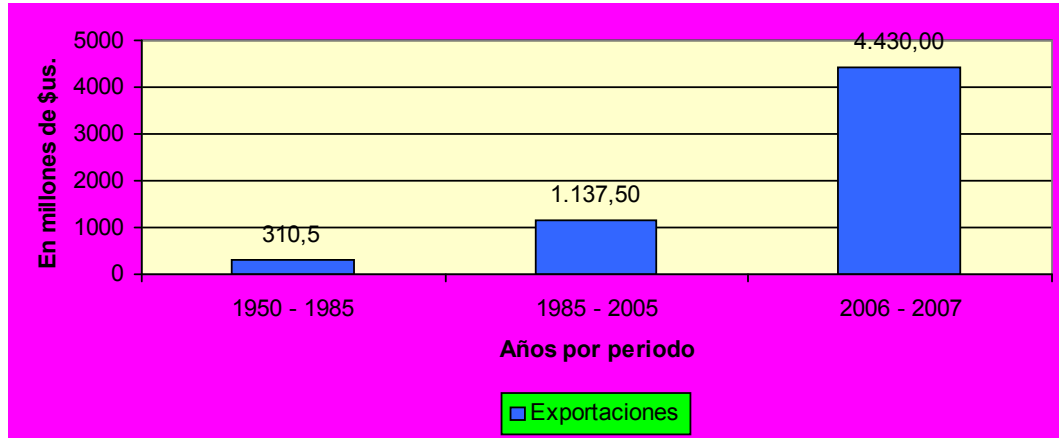 En millones de $us.
5000
4000
3000
2000
1000
0
310,5
1.137,50
4.430,00
1950 - 1985
1985 - 2005
2006 - 2007
Años por periodo
Exportaciones